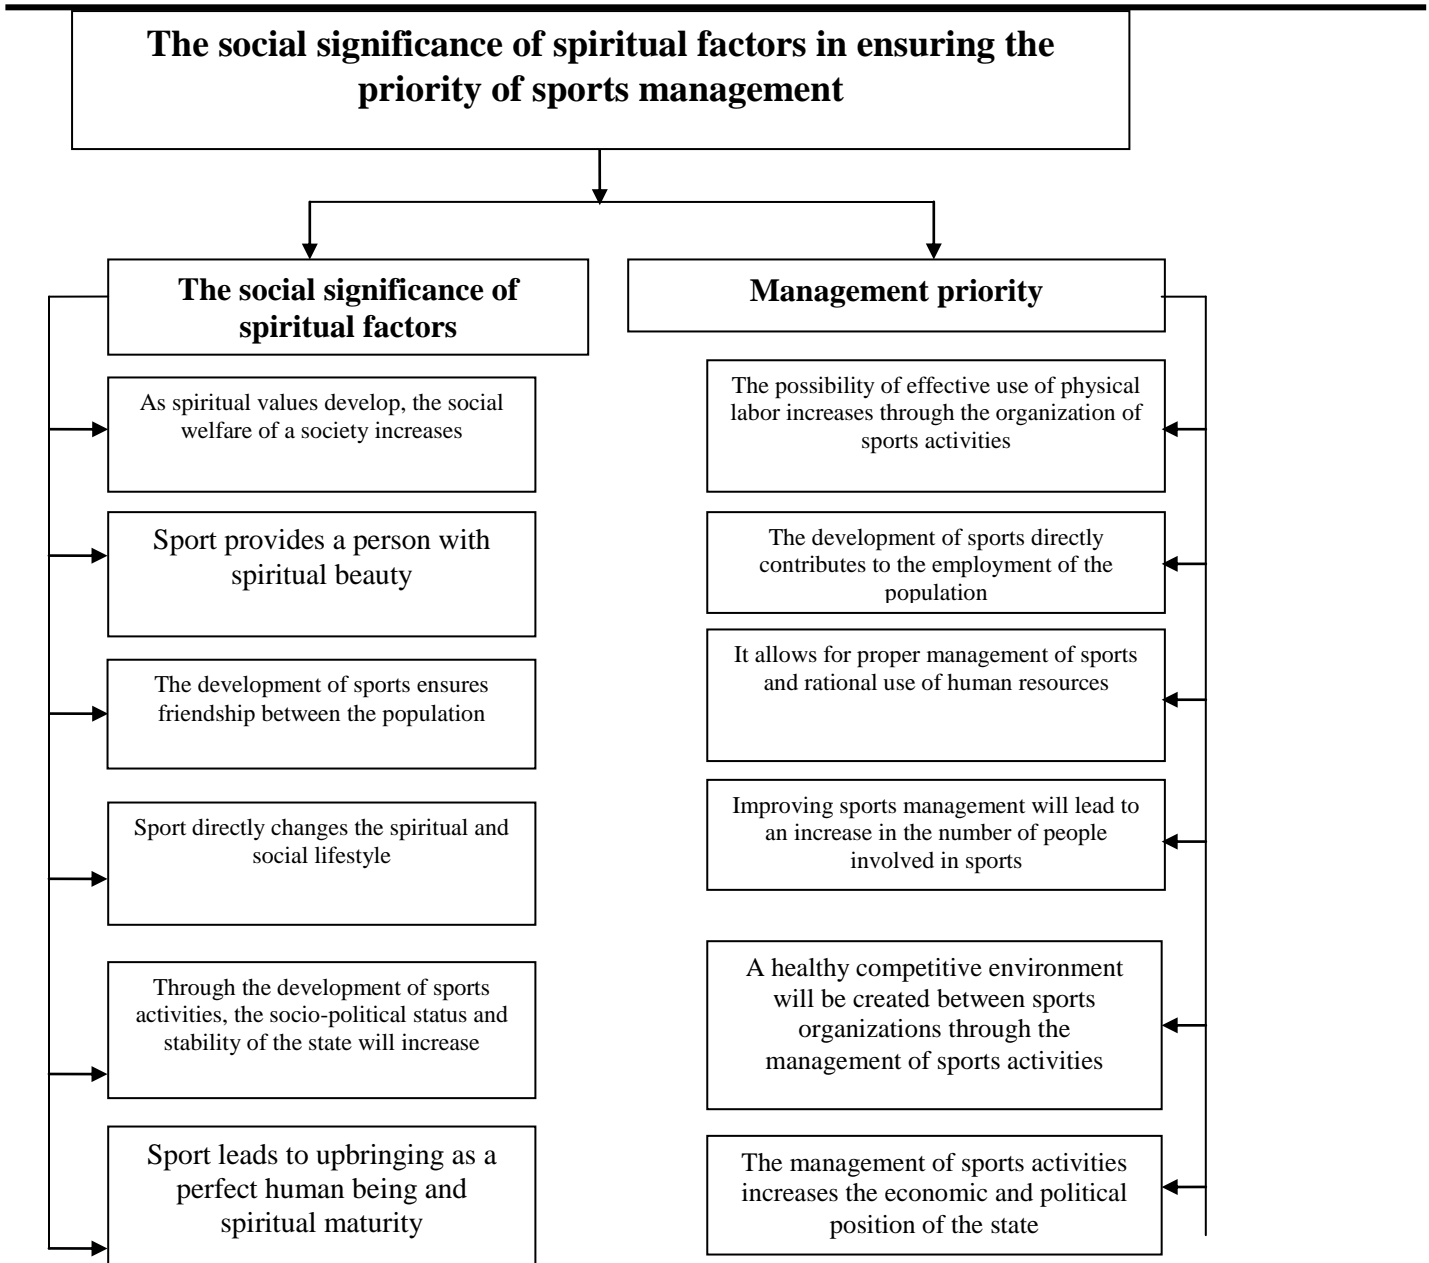 The social significance of spiritual factors in ensuring the
priority of sports management
The social significance of
spiritual factors
As spiritual values develop, the social
welfare of a society increases
Sport provides a person with
spiritual beauty
The development of sports ensures
friendship between the population
Sport directly changes the spiritual and
social lifestyle
Through the development of sports
activities, the socio-political status and
stability of the state will increase
Sport leads to upbringing as a
perfect human being and
spiritual maturity
Management priority
The possibility of effective use of physical
labor increases through the organization of
sports activities
The development of sports directly
contributes to the employment of the
population
It allows for proper management of sports
and rational use of human resources
Improving sports management will lead to
an increase in the number of people
involved in sports
A healthy competitive environment
will be created between sports
organizations through the
management of sports activities
The management of sports activities
increases the economic and political
position of the state